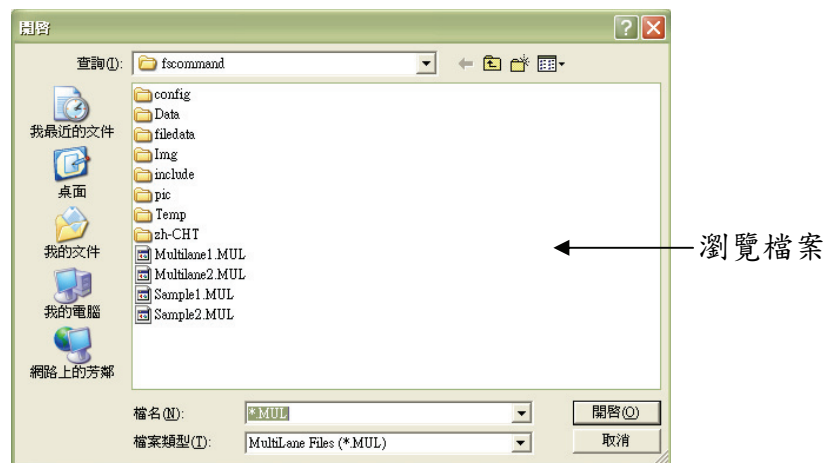 開啓
查詢(I): fscommand
我最近的文件
桌面
我的文件
我的電腦
網路上的芳鄰
config
Data
filedata
Img
include
pic
Temp
zh-CHT
Multilane1.MUL
Multilane2.MUL
Sample1.MUL
Sample2.MUL
瀏覽檔案
檔名(N): *.MUL 開啓(O)
檔案類型(T): MultiLane Files (*.MUL) 取消